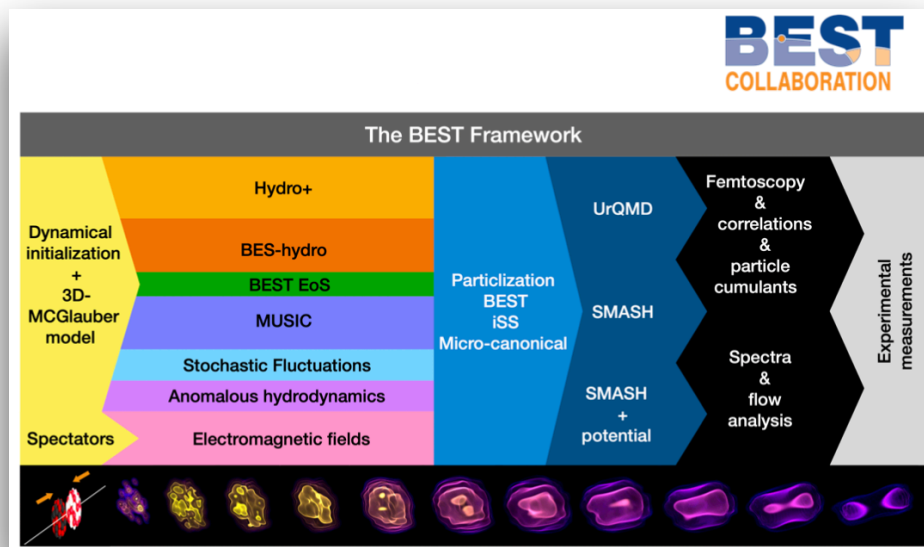 BEST
COLLABORATION
The BEST Framework
Dynamical
initialization
+
3D-
MCGlauber
model
Spectators
Hydro+
BES-hydro
BEST EoS
MUSIC
Stochastic Fluctuations
Anomalous hydrodynamics
Electromagnetic fields
Particlization
BEST
iSS
Micro-canonical
UrQMD
SMASH
SMASH
+
potential
Femtoscopy
&
correlations
&
particle
cumulants
Spectra
&
flow
analysis
Experimental
measurements